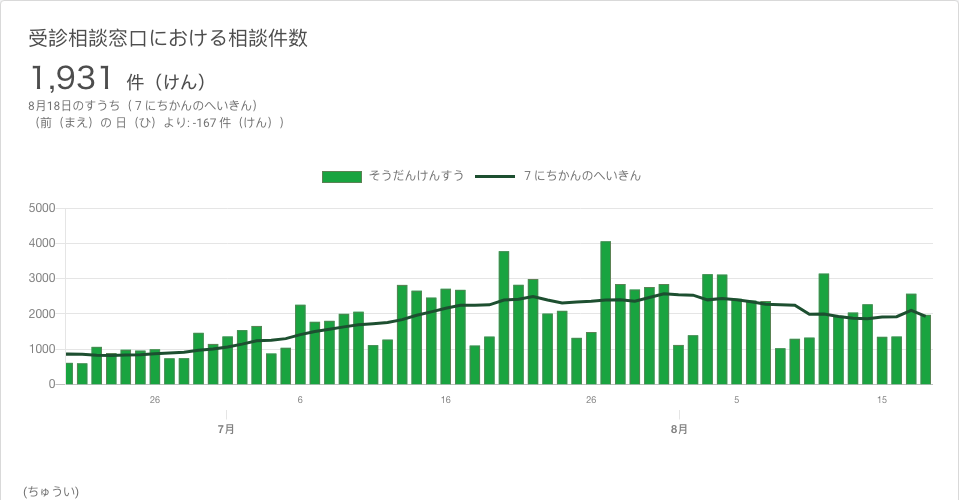 受診相談窓口における相談件数
1,931 件（けん）
8月18日のすうち（７にちかんのへいきん）
（前（まえ）の 日（ひ）より: -167 件（けん））
そうだんけんすう ７にちかんのへいきん
5000
4000
3000
2000
1000
0
26 6 16 26 5 15
7月 8月
(ちゅうい)